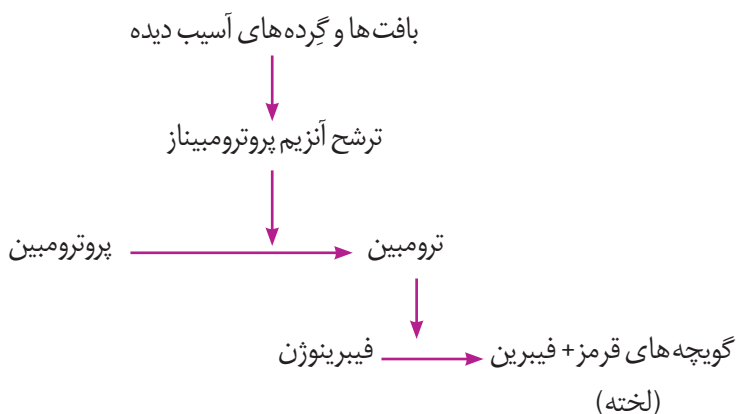 بافت‌ها و گِرده‌های آسیب دیده
ترشح آنزیم پروترومبیناز
پروترومبین
ترومبین
فیبرینوژن
گویچه‌های قرمز + فیبرین
(لخته)